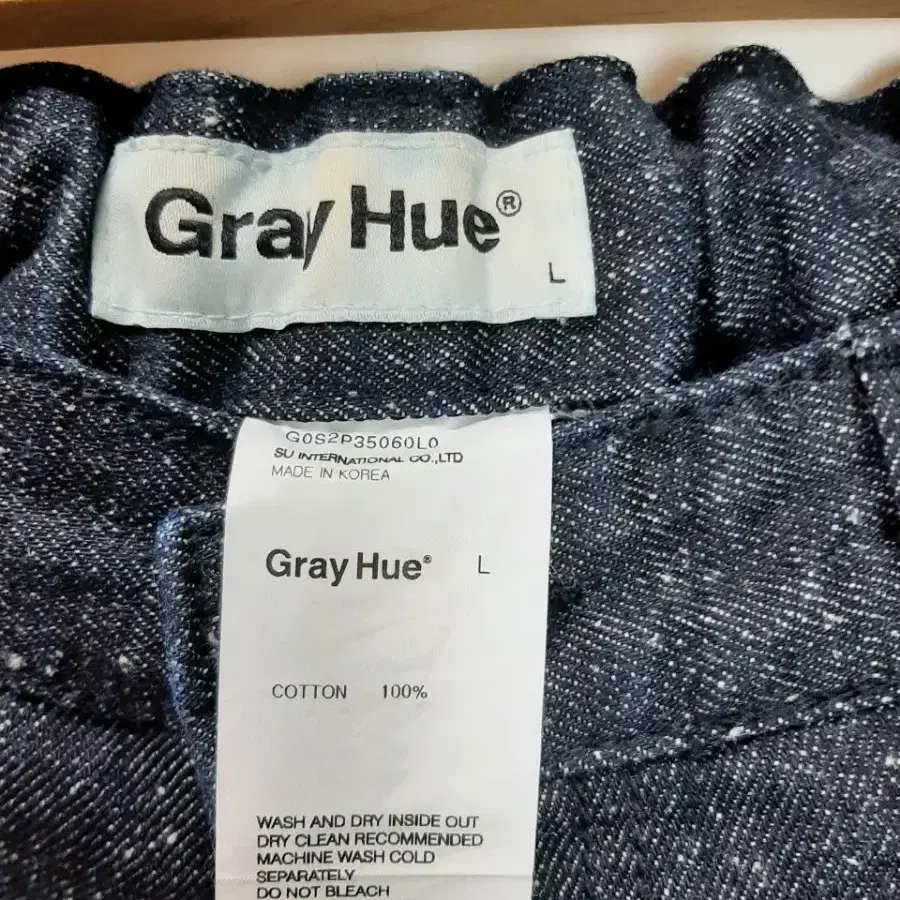 Gray Hue®
L
G0S2P35060L0
SU INTERNATIONAL CO.,LTD
MADE IN KOREA
Gray Hue® L
COTTON 100%
WASH AND DRY INSIDE OUT
DRY CLEAN RECOMMENDED
MACHINE WASH COLD
SEPARATELY
DO NOT BLEACH